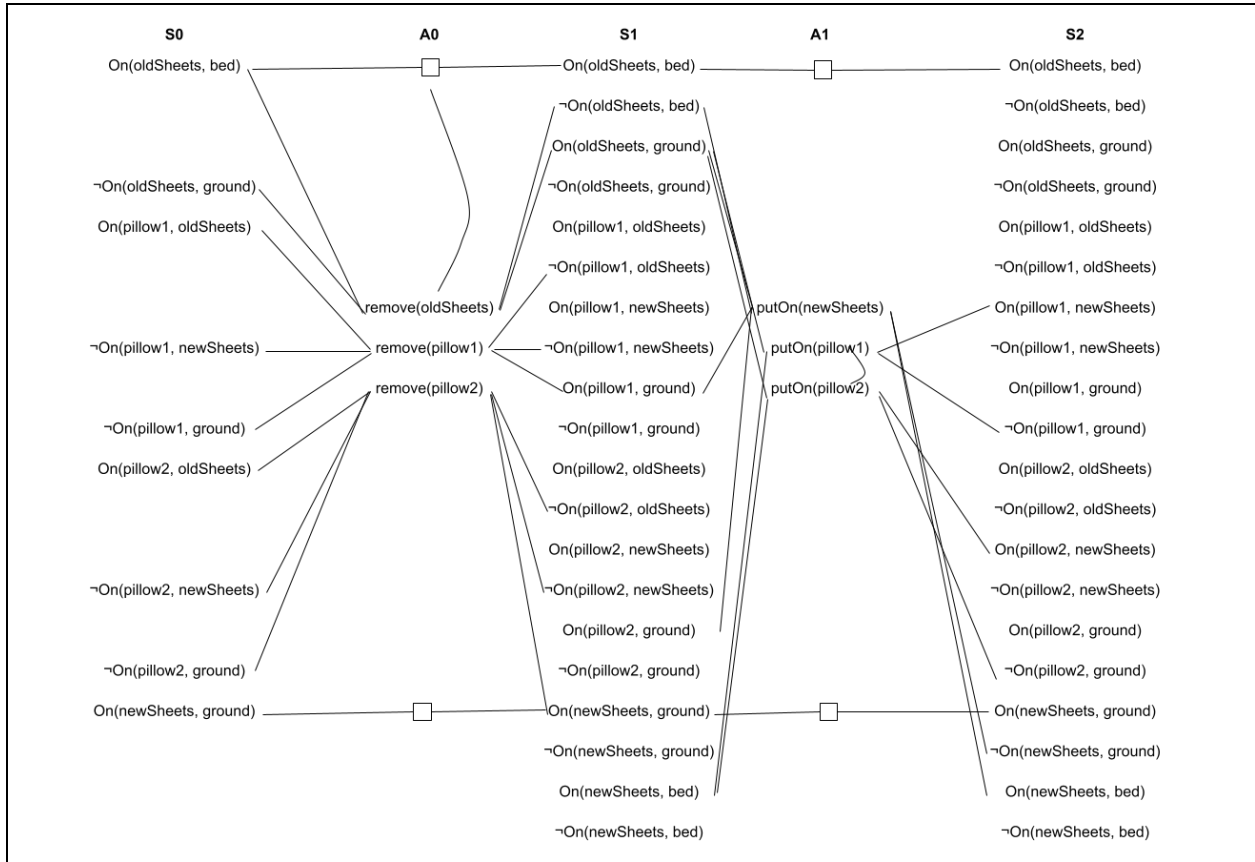 S0 A0 S1 A1 S2
On(oldSheets, bed) On(oldSheets, bed) On(oldSheets, bed)
¬On(oldSheets, bed) ¬On(oldSheets, bed)
On(oldSheets, ground) On(oldSheets, ground)
¬On(oldSheets, ground) ¬On(oldSheets, ground) ¬On(oldSheets, ground)
On(pillow1, oldSheets) On(pillow1, oldSheets) On(pillow1, oldSheets)
¬On(pillow1, oldSheets) ¬On(pillow1, oldSheets)
remove(oldSheets) On(pillow1, newSheets) putOn(newSheets) On(pillow1, newSheets)
¬On(pillow1, newSheets) remove(pillow1) ¬On(pillow1, newSheets) putOn(pillow1) ¬On(pillow1, newSheets)
remove(pillow2) On(pillow1, ground) putOn(pillow2) On(pillow1, ground)
¬On(pillow1, ground) ¬On(pillow1, ground) ¬On(pillow1, ground)
On(pillow2, oldSheets) On(pillow2, oldSheets) On(pillow2, oldSheets)
¬On(pillow2, oldSheets) ¬On(pillow2, oldSheets)
On(pillow2, newSheets) On(pillow2, newSheets)
¬On(pillow2, newSheets) ¬On(pillow2, newSheets) ¬On(pillow2, newSheets)
On(pillow2, ground) On(pillow2, ground)
¬On(pillow2, ground) ¬On(pillow2, ground) ¬On(pillow2, ground)
On(newSheets, ground) On(newSheets, ground) On(newSheets, ground)
¬On(newSheets, ground) ¬On(newSheets, ground)
On(newSheets, bed) On(newSheets, bed)
¬On(newSheets, bed) ¬On(newSheets, bed)